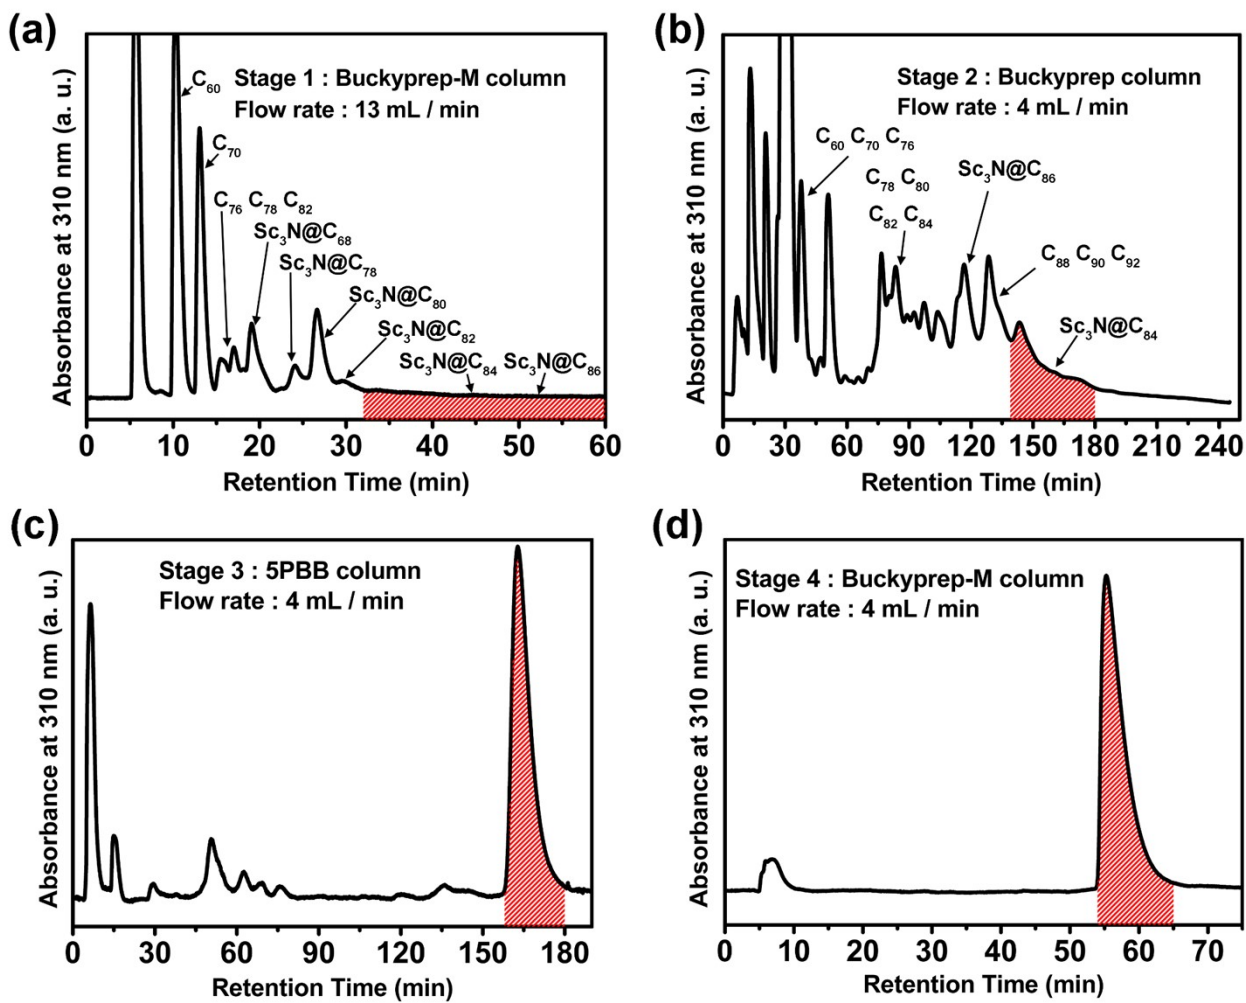 (a)
Stage 1 : Buckyprep-M column
Flow rate : 13 mL / min
C₆₀
C₇₀
C₇₆ C₇₈ C₈₂
Sc₃N@C₆₈
Sc₃N@C₇₈
Sc₃N@C₈₀
Sc₃N@C₈₂
Sc₃N@C₈₄ Sc₃N@C₈₆
Absorbance at 310 nm (a. u.)
0 10 20 30 40 50 60
Retention Time (min)
(b)
Stage 2 : Buckyprep column
Flow rate : 4 mL / min
C₆₀ C₇₀ C₇₆
C₇₈ C₈₀
C₈₂ C₈₄
Sc₃N@C₈₆
C₈₈ C₉₀ C₉₂
Sc₃N@C₈₄
Absorbance at 310 nm (a. u.)
0 30 60 90 120 150 180 210 240
Retention Time (min)
(c)
Stage 3 : 5PBB column
Flow rate : 4 mL / min
Absorbance at 310 nm (a. u.)
0 30 60 90 120 150 180
Retention Time (min)
(d)
Stage 4 : Buckyprep-M column
Flow rate : 4 mL / min
Absorbance at 310 nm (a. u.)
0 10 20 30 40 50 60 70
Retention Time (min)